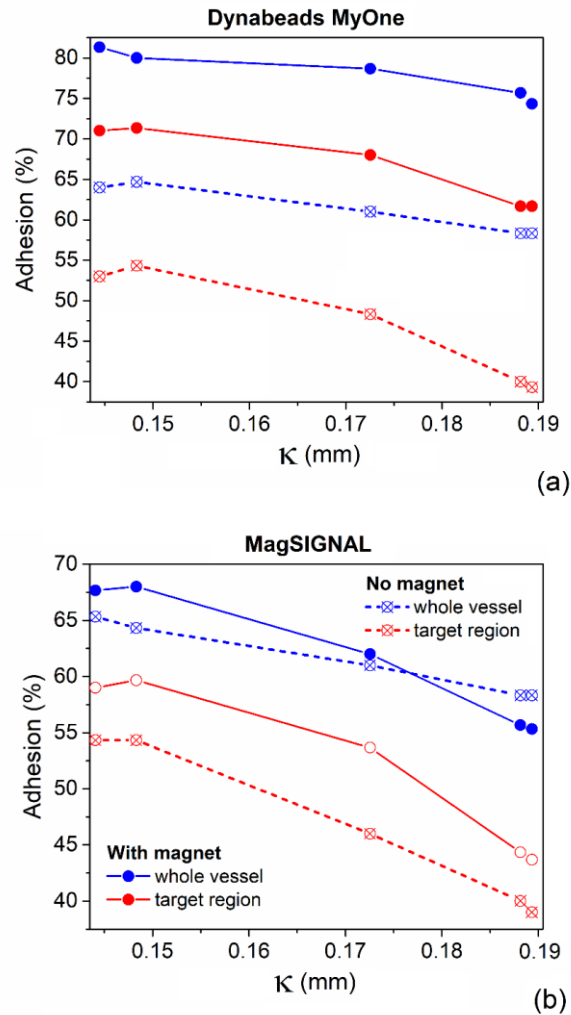 Dynabeads MyOne
80
75
70
65
60
55
50
45
40
Adhesion (%)
0.15 0.16 0.17 0.18 0.19
κ (mm)
(a)
MagSIGNAL
70
65
60
55
50
45
40
Adhesion (%)
No magnet
whole vessel
target region
With magnet
whole vessel
target region
0.15 0.16 0.17 0.18 0.19
κ (mm)
(b)